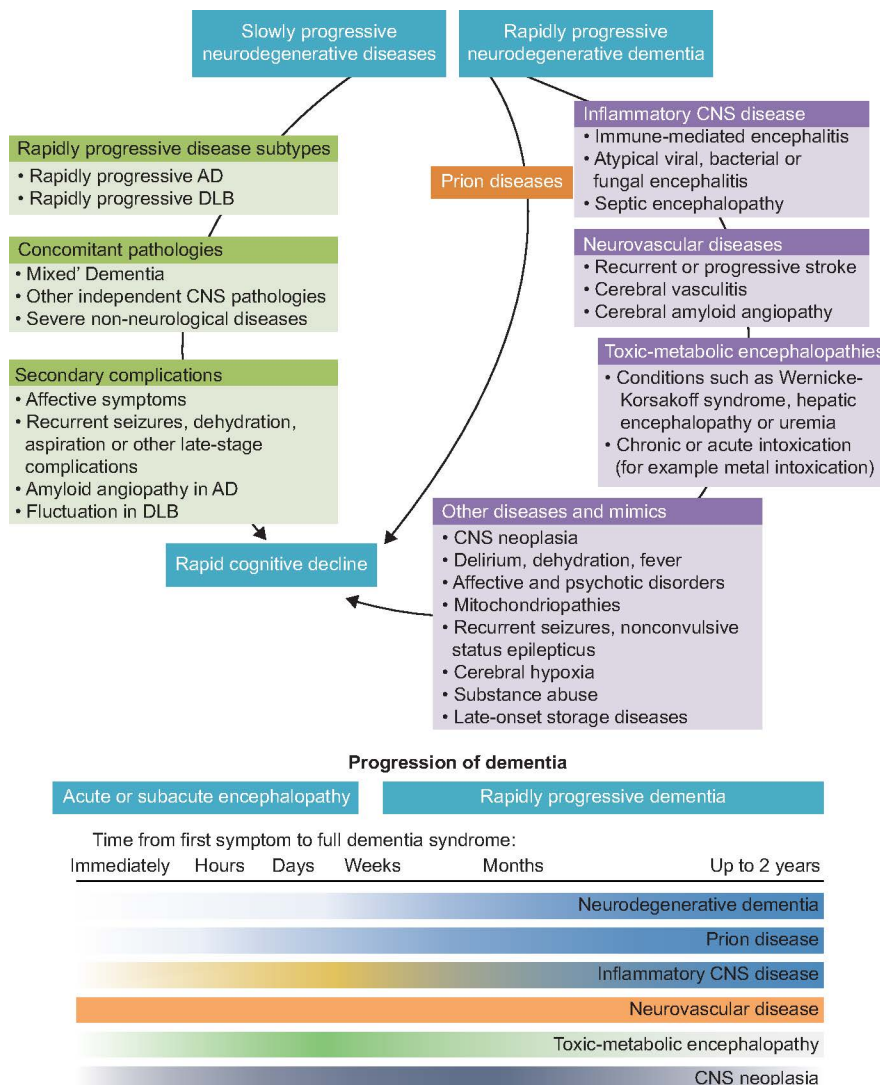 Slowly progressive
neurodegenerative diseases
Rapidly progressive
neurodegenerative dementia
Rapidly progressive disease subtypes
• Rapidly progressive AD
• Rapidly progressive DLB
Concomitant pathologies
• Mixed' Dementia
• Other independent CNS pathologies
• Severe non-neurological diseases
Secondary complications
• Affective symptoms
• Recurrent seizures, dehydration,
aspiration or other late-stage
complications
• Amyloid angiopathy in AD
• Fluctuation in DLB
Prion diseases
Inflammatory CNS disease
• Immune-mediated encephalitis
• Atypical viral, bacterial or
fungal encephalitis
• Septic encephalopathy
Neurovascular diseases
• Recurrent or progressive stroke
• Cerebral vasculitis
• Cerebral amyloid angiopathy
Toxic-metabolic encephalopathies
• Conditions such as Wernicke-
Korsakoff syndrome, hepatic
encephalopathy or uremia
• Chronic or acute intoxication
(for example metal intoxication)
Other diseases and mimics
• CNS neoplasia
• Delirium, dehydration, fever
• Affective and psychotic disorders
• Mitochondriopathies
• Recurrent seizures, nonconvulsive
status epilepticus
• Cerebral hypoxia
• Substance abuse
• Late-onset storage diseases
Rapid cognitive decline
Progression of dementia
Acute or subacute encephalopathy
Rapidly progressive dementia
Time from first symptom to full dementia syndrome:
Immediately Hours Days Weeks Months Up to 2 years
Neurodegenerative dementia
Prion disease
Inflammatory CNS disease
Neurovascular disease
Toxic-metabolic encephalopathy
CNS neoplasia